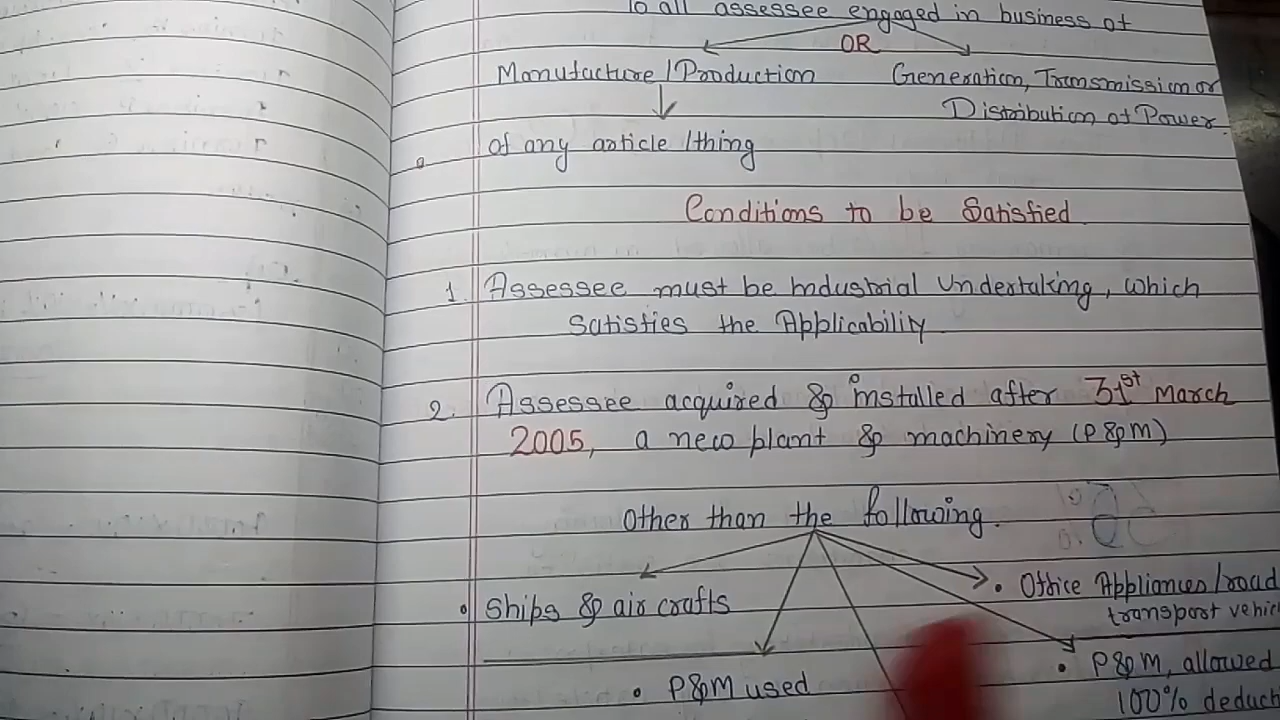 To all assessee engaged in business of
OR
Manufacture / Production
Generation, Transmission or
Distribution of Power.
of any article / thing
Conditions to be Satisfied
1. Assessee must be Industrial Undertaking, which
Satisfies the Applicability
2. Assessee acquired & installed after 31st March
2005, a new plant & machinery (P&M)
Other than the following.
• Ships & air crafts
• Office Appliances / road
transport vehic
• P&M used
• P&M, allowed
100% deduct